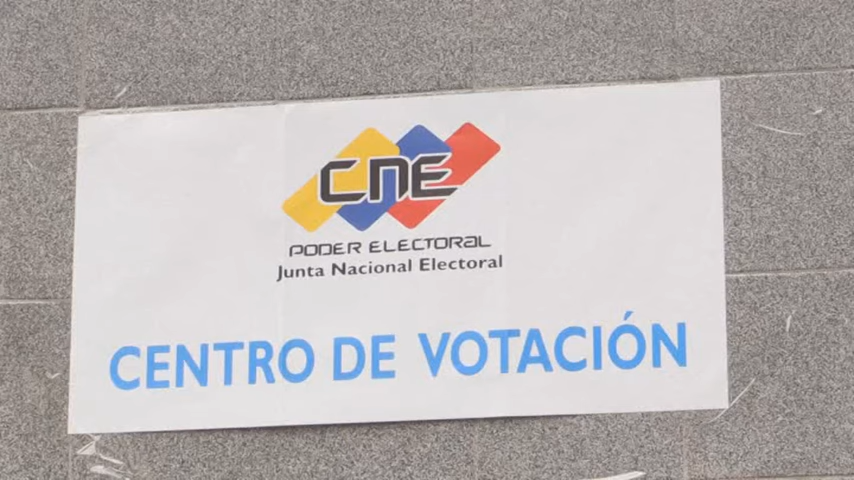 CNE
PODER ELECTORAL
Junta Nacional Electoral
CENTRO DE VOTACIÓN